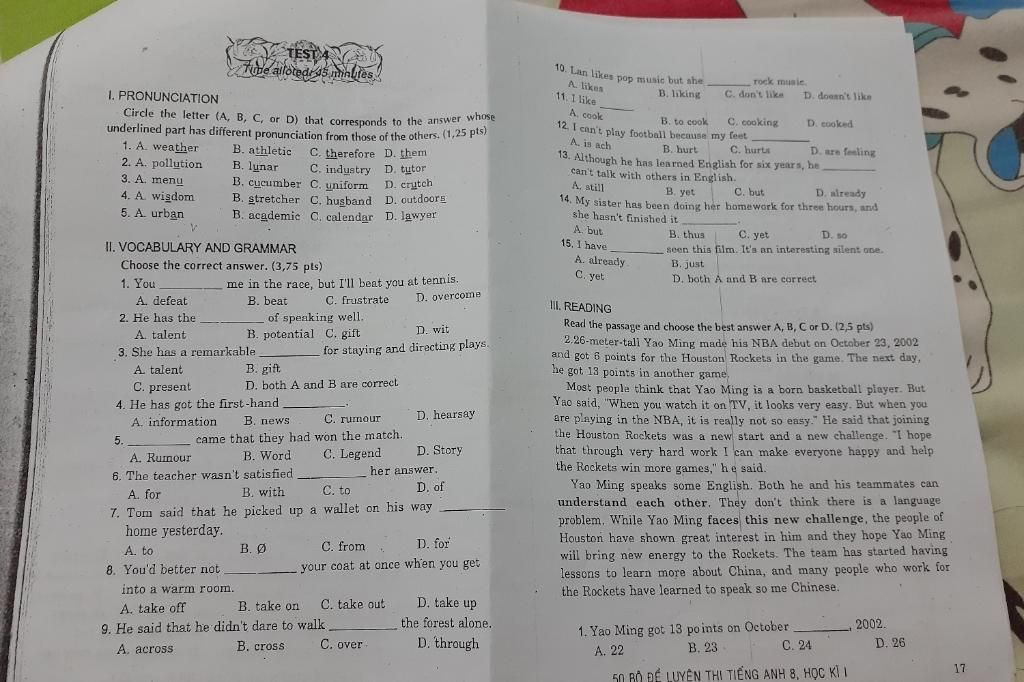 TEST 4
Time alloted: 45 minutes
I. PRONUNCIATION
Circle the letter (A, B, C, or D) that corresponds to the answer whose
underlined part has different pronunciation from those of the others. (1,25 pts)
1. A. weather B. athletic C. therefore D. them
2. A. pollution B. lunar C. industry D. tutor
3. A. menu B. cucumber C. uniform D. crutch
4. A. wisdom B. stretcher C. husband D. outdoors
5. A. urban B. academic C. calendar D. lawyer
II. VOCABULARY AND GRAMMAR
Choose the correct answer. (3,75 pts)
1. You ________ me in the race, but I'll beat you at tennis.
A. defeat B. beat C. frustrate D. overcome
2. He has the ________ of speaking well.
A. talent B. potential C. gift D. wit
3. She has a remarkable ________ for staying and directing plays.
A. talent B. gift
C. present D. both A and B are correct
4. He has got the first-hand ________.
A. information B. news C. rumour D. hearsay
5. ________ came that they had won the match.
A. Rumour B. Word C. Legend D. Story
6. The teacher wasn't satisfied ________ her answer.
A. for B. with C. to D. of
7. Tom said that he picked up a wallet on his way ________
home yesterday.
A. to B. Ø C. from D. for
8. You'd better not ________ your coat at once when you get
into a warm room.
A. take off B. take on C. take out D. take up
9. He said that he didn't dare to walk ________ the forest alone.
A. across B. cross C. over D. through
10. Lan likes pop music but she ________ rock music.
A. likes B. liking C. don't like D. doesn't like
11. I like ______
A. cook B. to cook C. cooking D. cooked
12. I can't play football because my feet ________
A. is ach B. hurt C. hurts D. are feeling
13. Although he has learned English for six years, he ________
can't talk with others in English.
A. still B. yet C. but D. already
14. My sister has been doing her homework for three hours, and
she hasn't finished it ________.
A. but B. thus C. yet D. so
15. I have ________ seen this film. It's an interesting silent one.
A. already B. just
C. yet D. both A and B are correct
III. READING
Read the passage and choose the best answer A, B, C or D. (2,5 pts)
2.26-meter-tall Yao Ming made his NBA debut on October 23, 2002
and got 6 points for the Houston Rockets in the game. The next day,
he got 13 points in another game.
Most people think that Yao Ming is a born basketball player. But
Yao said, "When you watch it on TV, it looks very easy. But when you
are playing in the NBA, it is really not so easy." He said that joining
the Houston Rockets was a new start and a new challenge. "I hope
that through very hard work I can make everyone happy and help
the Rockets win more games," he said.
Yao Ming speaks some English. Both he and his teammates can
understand each other. They don't think there is a language
problem. While Yao Ming faces this new challenge, the people of
Houston have shown great interest in him and they hope Yao Ming
will bring new energy to the Rockets. The team has started having
lessons to learn more about China, and many people who work for
the Rockets have learned to speak so me Chinese.
1. Yao Ming got 13 points on October ________, 2002.
A. 22 B. 23 C. 24 D. 26
50 BỘ ĐỀ LUYỆN THI TIẾNG ANH 8, HỌC KÌ I 17